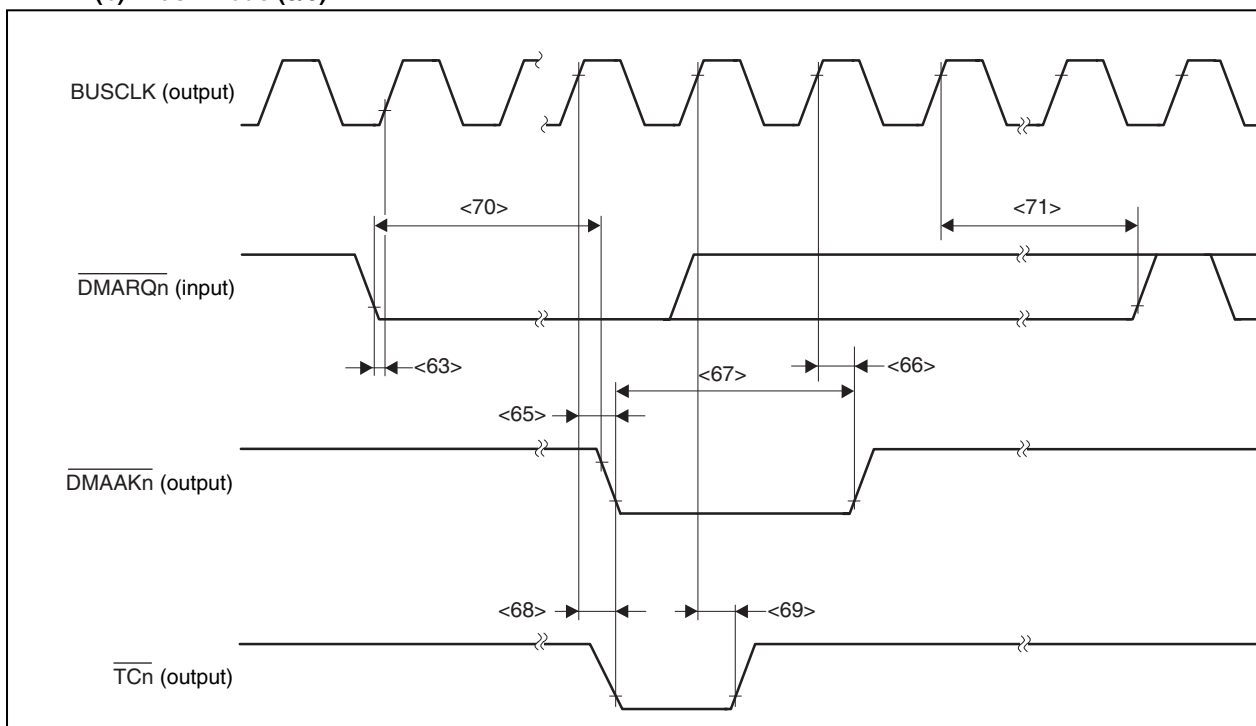 BUSCLK (output)
<70>
<71>
DMARQn (input)
<63>
<67>
<66>
<65>
DMAAKn (output)
<68>
<69>
TCn (output)